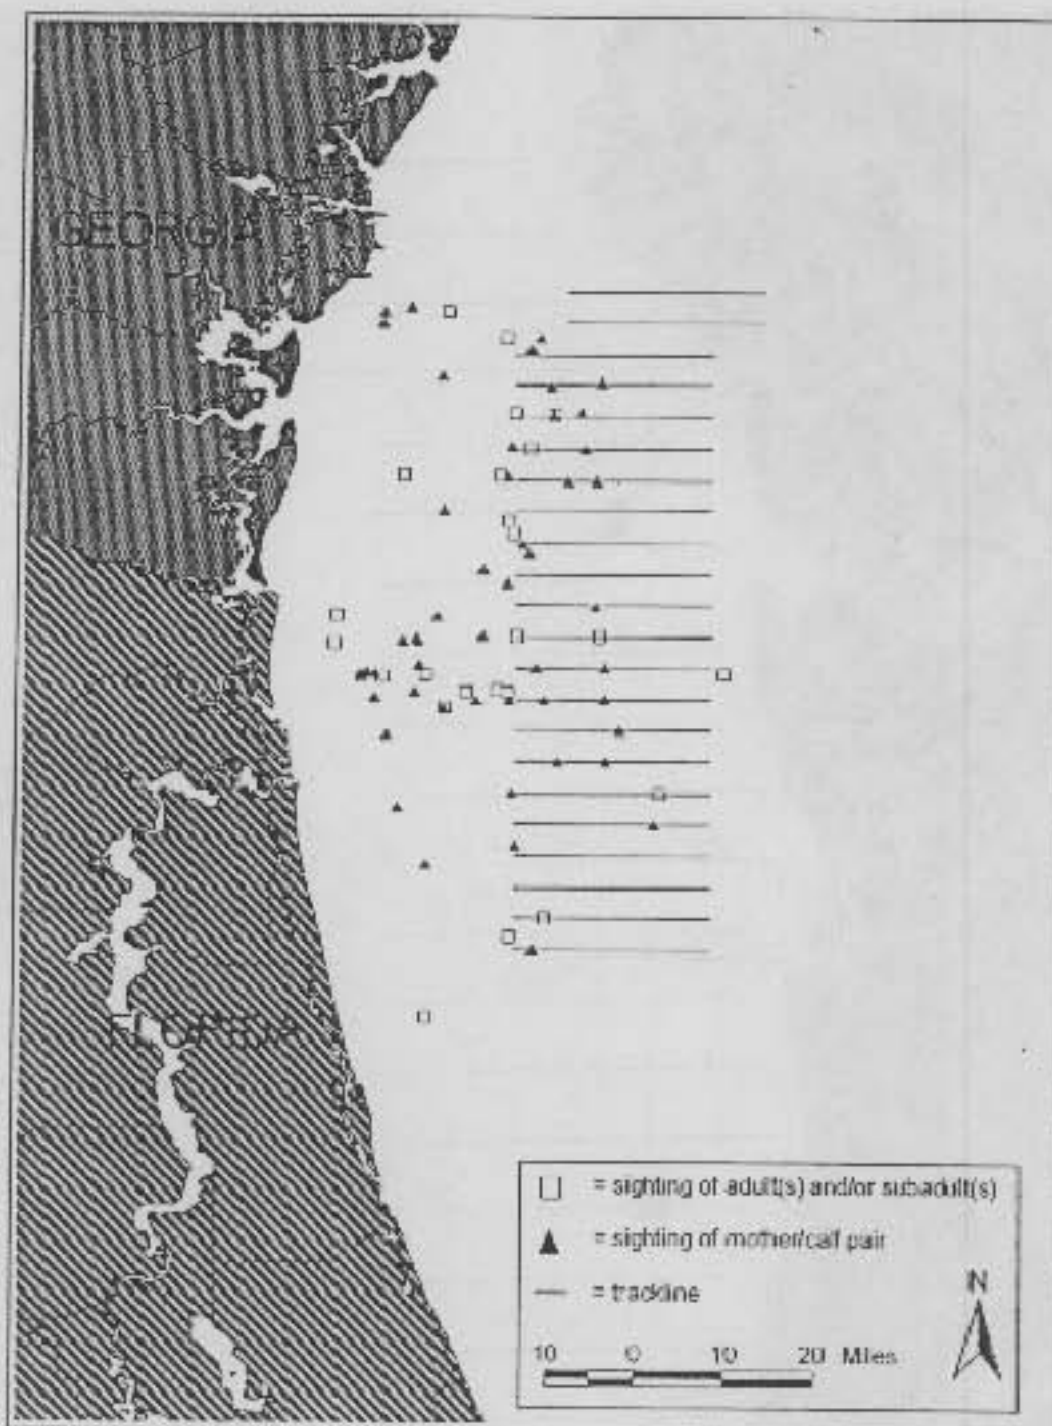 GEORGIA
FLORIDA
= sighting of adult(s) and/or subadult(s)
= sighting of mother/calf pair
= trackline
N
10 0 10 20 Miles